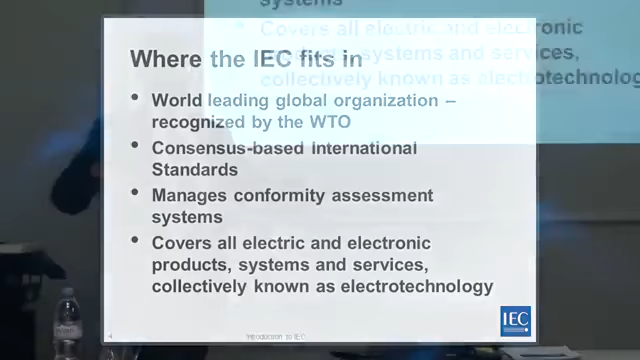 systems
Covers all electric and electronic
products, systems and services,
collectively known as electrotechnolog
Where the IEC fits in
• World leading global organization –
recognized by the WTO
• Consensus-based international
Standards
• Manages conformity assessment
systems
• Covers all electric and electronic
products, systems and services,
collectively known as electrotechnology
IEC
Introduction to IEC